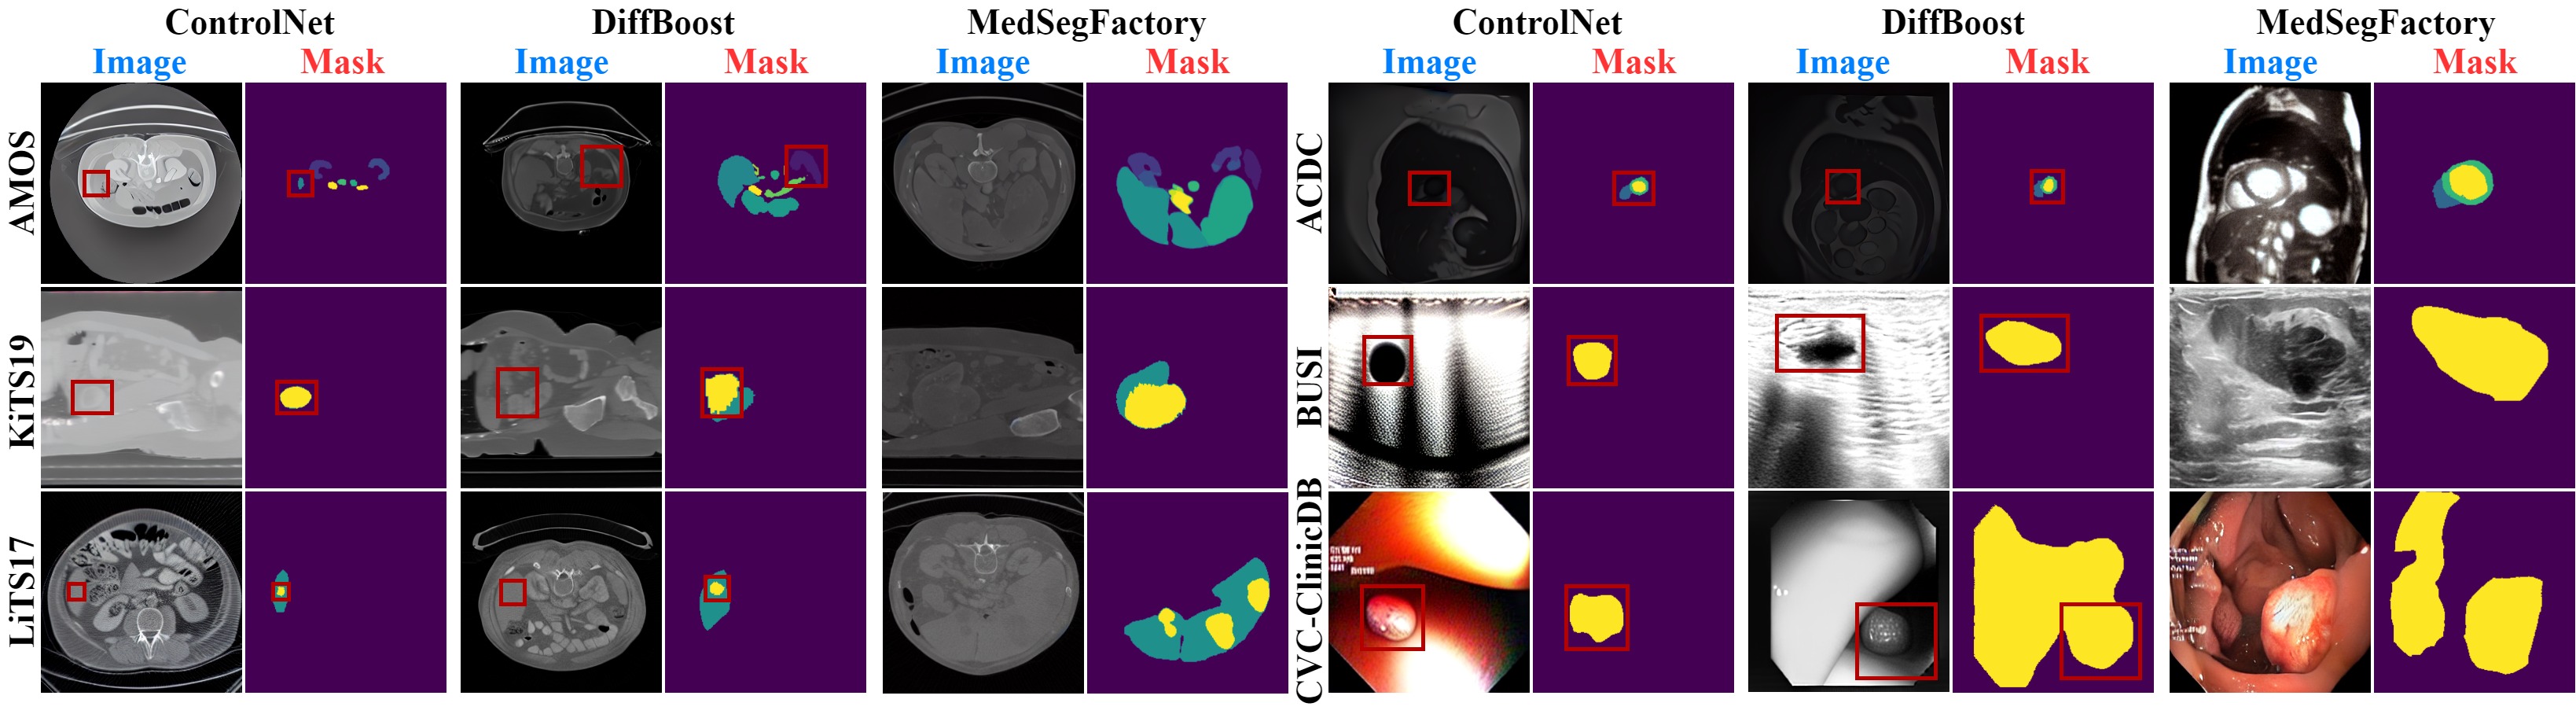 ControlNet DiffBoost MedSegFactory ControlNet DiffBoost MedSegFactory
Image Mask Image Mask Image Mask Image Mask Image Mask Image Mask
AMOS
KiTS19
LiTS17
ACDC
BUSI
CVC-ClinicDB